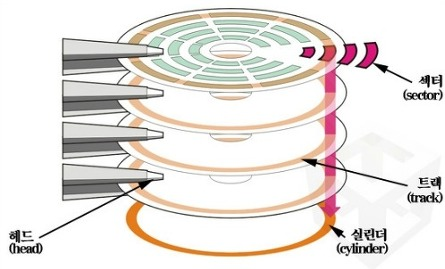 섹터
(sector)
트랙
(track)
헤드
(head)
실린더
(cylinder)